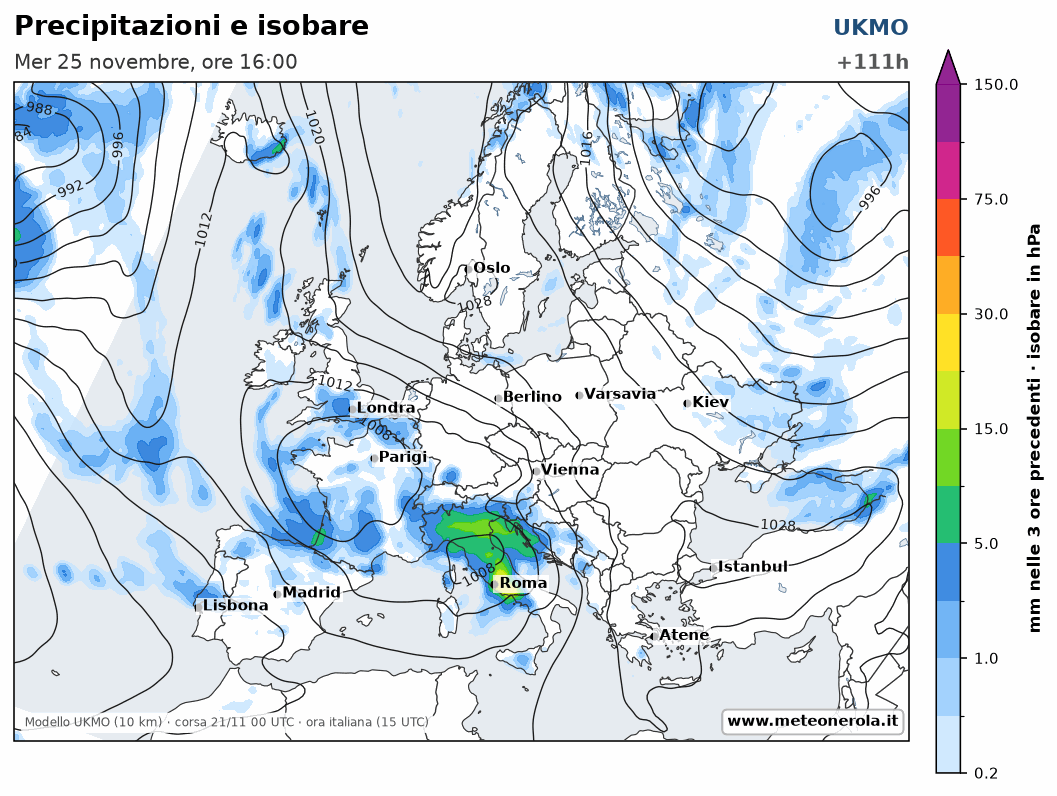 Precipitazioni e isobare
UKMO
Mer 25 novembre, ore 16:00
+111h
988
84
996
992
1020
1012
1016
996
Oslo
1028
1012
Londra
1008
Parigi
Berlino
Varsavia
Kiev
Vienna
1028
Istanbul
1008
Roma
Madrid
Lisbona
Atene
Modello UKMO (10 km) · corsa 21/11 00 UTC · ora italiana (15 UTC)
www.meteonerola.it
150.0
75.0
30.0
15.0
5.0
1.0
0.2
mm nelle 3 ore precedenti · isobare in hPa